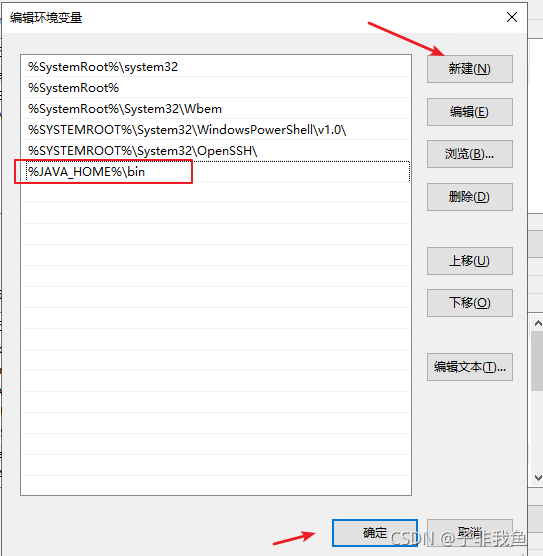 编辑环境变量
%SystemRoot%\system32
%SystemRoot%
%SystemRoot%\System32\Wbem
%SYSTEMROOT%\System32\WindowsPowerShell\v1.0\
%SYSTEMROOT%\System32\OpenSSH\
%JAVA_HOME%\bin
新建(N)
编辑(E)
浏览(B)...
删除(D)
上移(U)
下移(O)
编辑文本(T)...
确定
取消
CSDN @子非我鱼